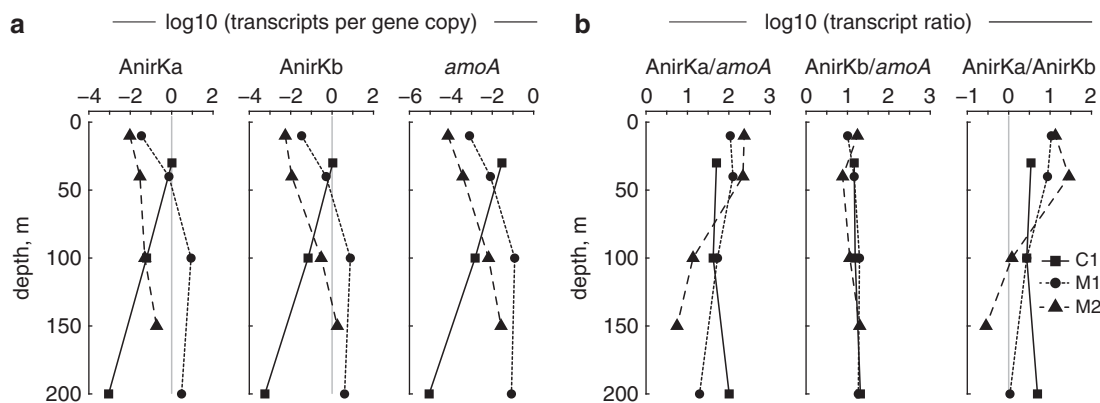 a
log10 (transcripts per gene copy)
AnirKa
AnirKb
amoA
−4 −2 0 2
−4 −2 0 2
−6 −4 −2 0
depth, m
0
50
100
150
200
b
log10 (transcript ratio)
AnirKa/amoA
AnirKb/amoA
AnirKa/AnirKb
0 1 2 3
0 1 2 3
−1 0 1 2
depth, m
0
50
100
150
200
C1
M1
M2